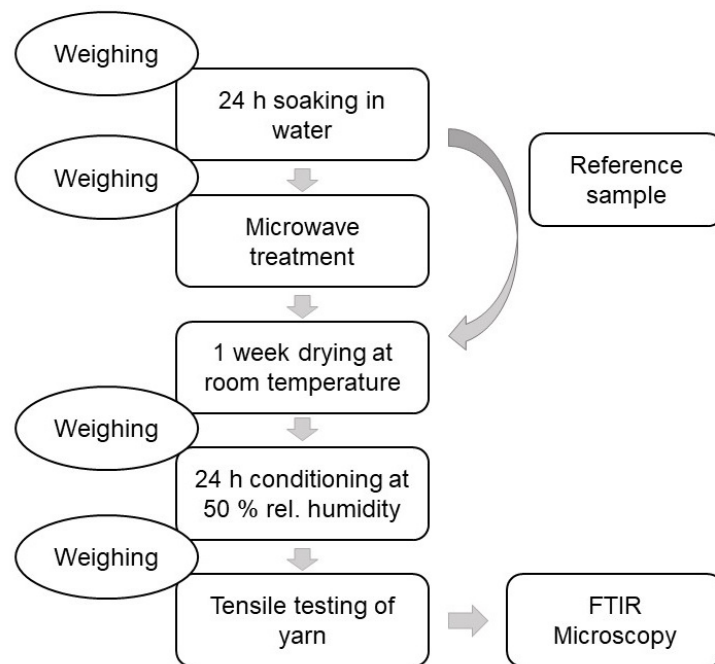 Weighing
24 h soaking in
water
Weighing
Reference
sample
Microwave
treatment
1 week drying at
room temperature
Weighing
24 h conditioning at
50 % rel. humidity
Weighing
Tensile testing of
yarn
FTIR
Microscopy